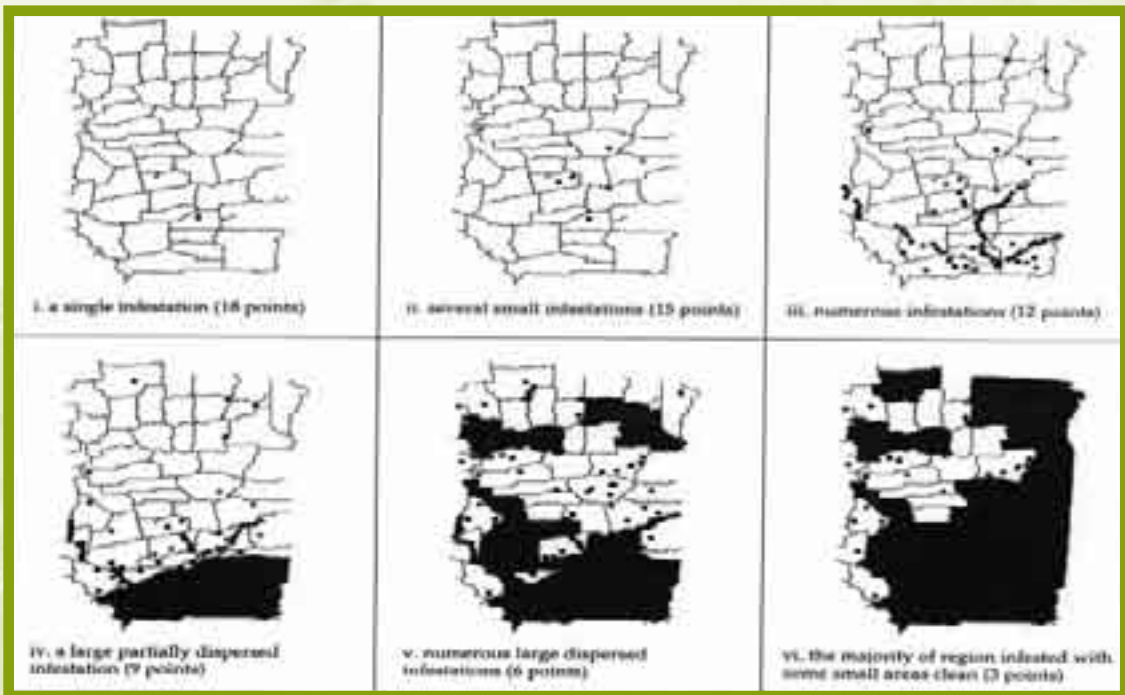 i. a single infestation (18 points)
ii. several small infestations (15 points)
iii. numerous infestations (12 points)
iv. a large partially dispersed
infestation (9 points)
v. numerous large dispersed
infestations (6 points)
vi. the majority of region infested with
some small areas clean (3 points)